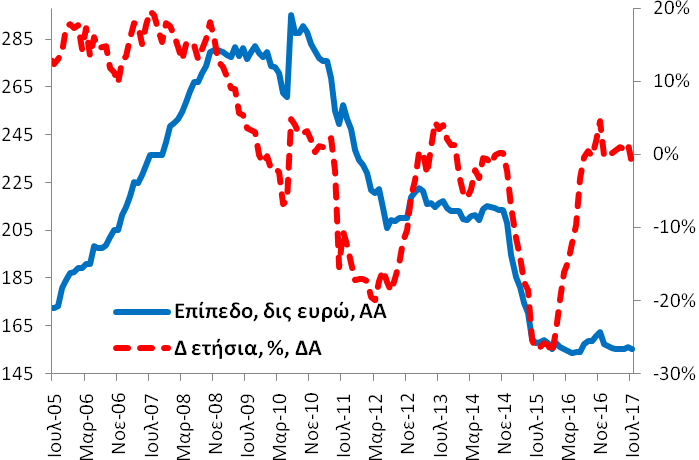 285
265
245
225
205
185
165
145
20%
10%
0%
-10%
-20%
-30%
Επίπεδο, δις ευρώ, ΑΑ
Δ ετήσια, %, ΔΑ
Ιουλ-05
Μαρ-06
Νοε-06
Ιουλ-07
Μαρ-08
Νοε-08
Ιουλ-09
Μαρ-10
Νοε-10
Ιουλ-11
Μαρ-12
Νοε-12
Ιουλ-13
Μαρ-14
Νοε-14
Ιουλ-15
Μαρ-16
Νοε-16
Ιουλ-17